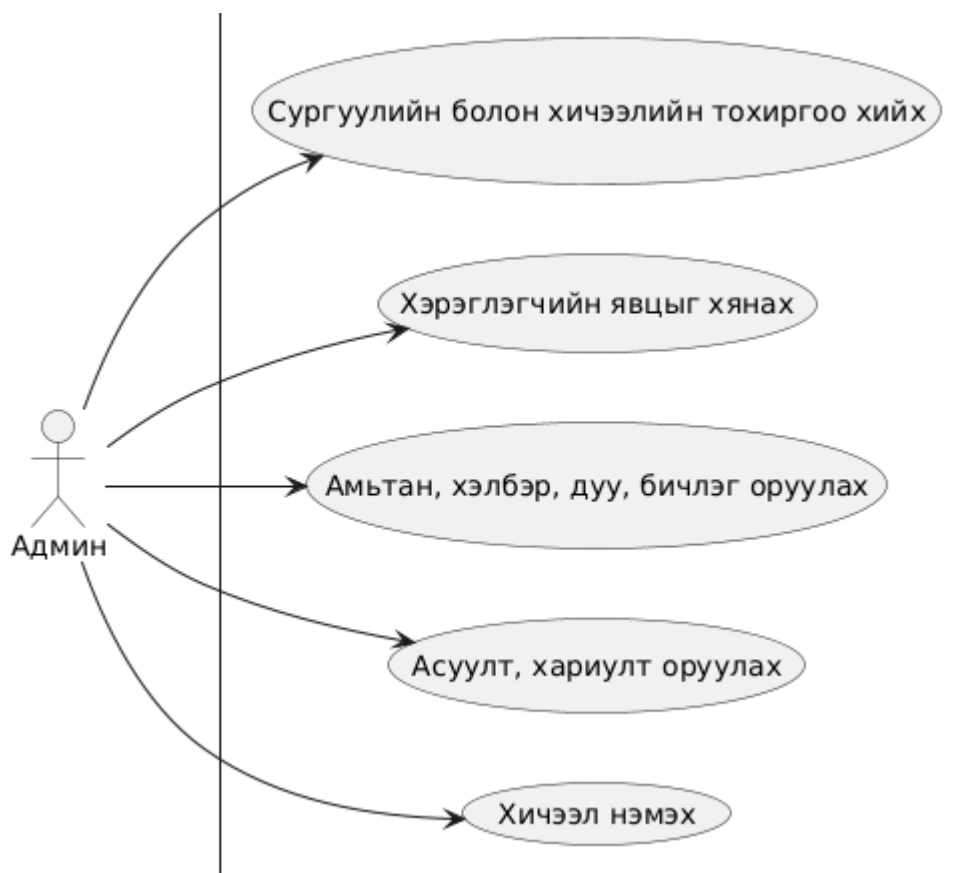 Сургуулийн болон хичээлийн тохиргоо хийх
Хэрэглэгчийн явцыг хянах
Амьтан, хэлбэр, дуу, бичлэг оруулах
Админ
Асуулт, хариулт оруулах
Хичээл нэмэх